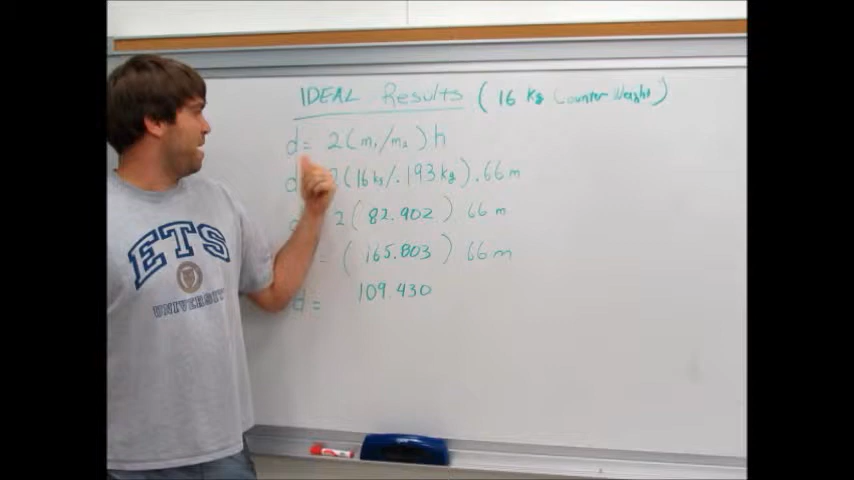 IDEAL Results (16 Kg Counter Weight)
d = 2(m₁/m₂)h
d 2(16kg/.193kg).66m
2(82.902) 66m
= (165.803) 66m
d = 109.430
ETS
UNIVERSITY